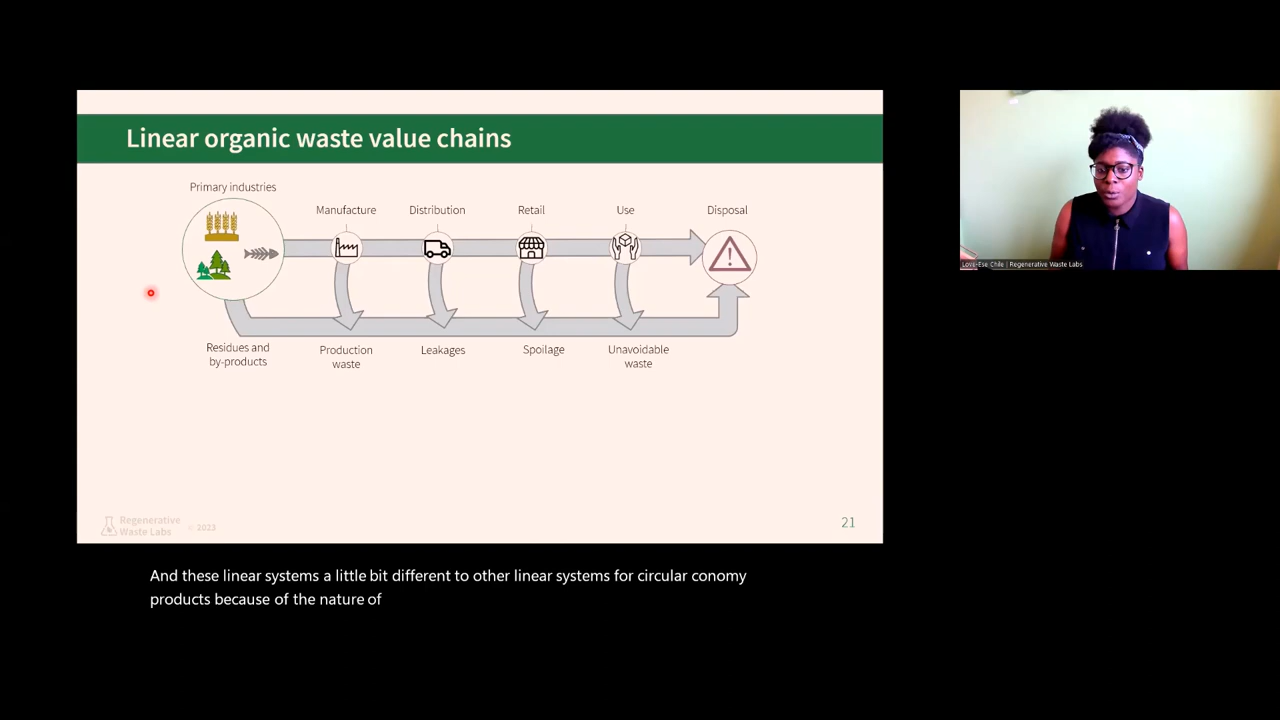 Linear organic waste value chains
Primary industries
Manufacture
Distribution
Retail
Use
Disposal
Residues and
by-products
Production
waste
Leakages
Spoilage
Unavoidable
waste
Regenerative
Waste Labs
© 2023
21
Love-Ese Chile | Regenerative Waste Labs
And these linear systems a little bit different to other linear systems for circular conomy
products because of the nature of